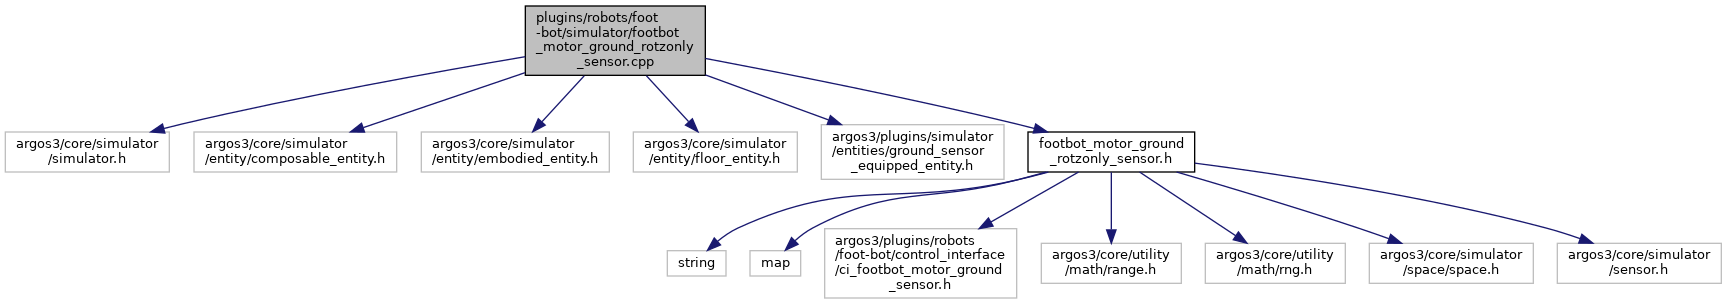 plugins/robots/foot
-bot/simulator/footbot
_motor_ground_rotzonly
_sensor.cpp
argos3/core/simulator
/simulator.h
argos3/core/simulator
/entity/composable_entity.h
argos3/core/simulator
/entity/embodied_entity.h
argos3/core/simulator
/entity/floor_entity.h
argos3/plugins/simulator
/entities/ground_sensor
_equipped_entity.h
footbot_motor_ground
_rotzonly_sensor.h
string
map
argos3/plugins/robots
/foot-bot/control_interface
/ci_footbot_motor_ground
_sensor.h
argos3/core/utility
/math/range.h
argos3/core/utility
/math/rng.h
argos3/core/simulator
/space/space.h
argos3/core/simulator
/sensor.h